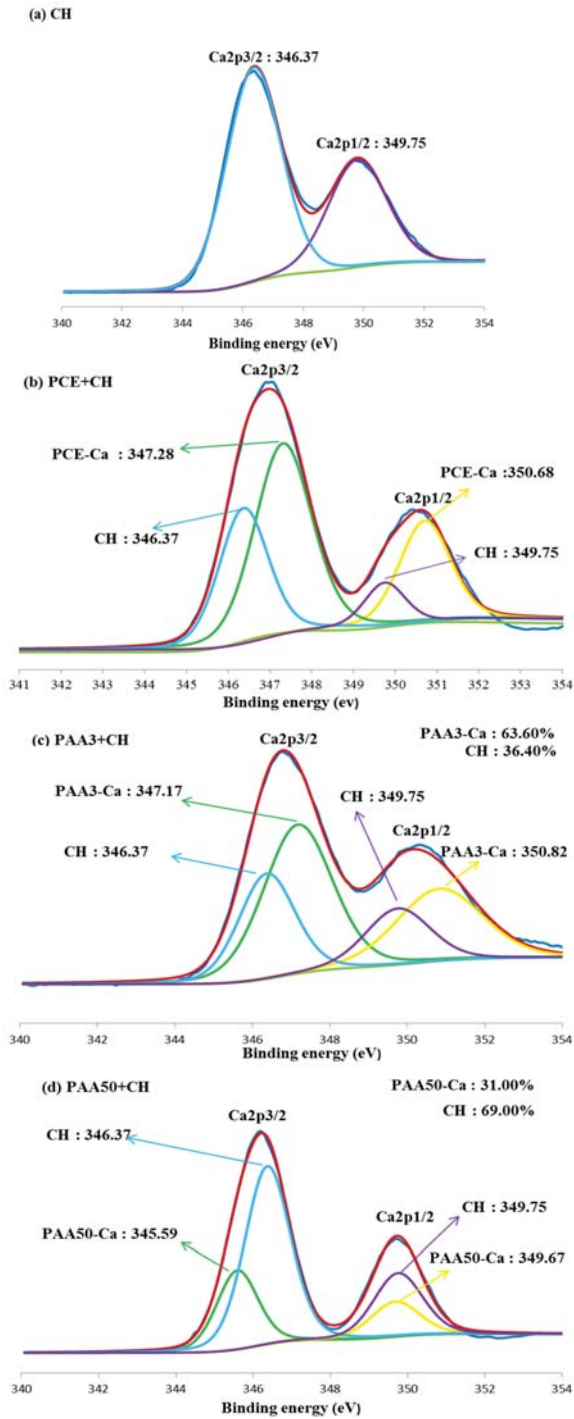 (a) CH
Ca2p3/2 : 346.37
Ca2p1/2 : 349.75
340 342 344 346 348 350 352 354
Binding energy (eV)
(b) PCE+CH
Ca2p3/2
PCE-Ca : 347.28
PCE-Ca :350.68
Ca2p1/2
CH : 346.37
CH : 349.75
341 342 343 344 345 346 347 348 349 350 351 352 353 354
Binding energy (ev)
(c) PAA3+CH
Ca2p3/2
PAA3-Ca : 63.60%
CH : 36.40%
PAA3-Ca : 347.17
CH : 349.75
Ca2p1/2
CH : 346.37
PAA3-Ca : 350.82
340 342 344 346 348 350 352 354
Binding energy (eV)
(d) PAA50+CH
PAA50-Ca : 31.00%
Ca2p3/2
CH : 69.00%
CH : 346.37
Ca2p1/2
CH : 349.75
PAA50-Ca : 345.59
PAA50-Ca : 349.67
340 342 344 346 348 350 352 354
Binding energy (eV)